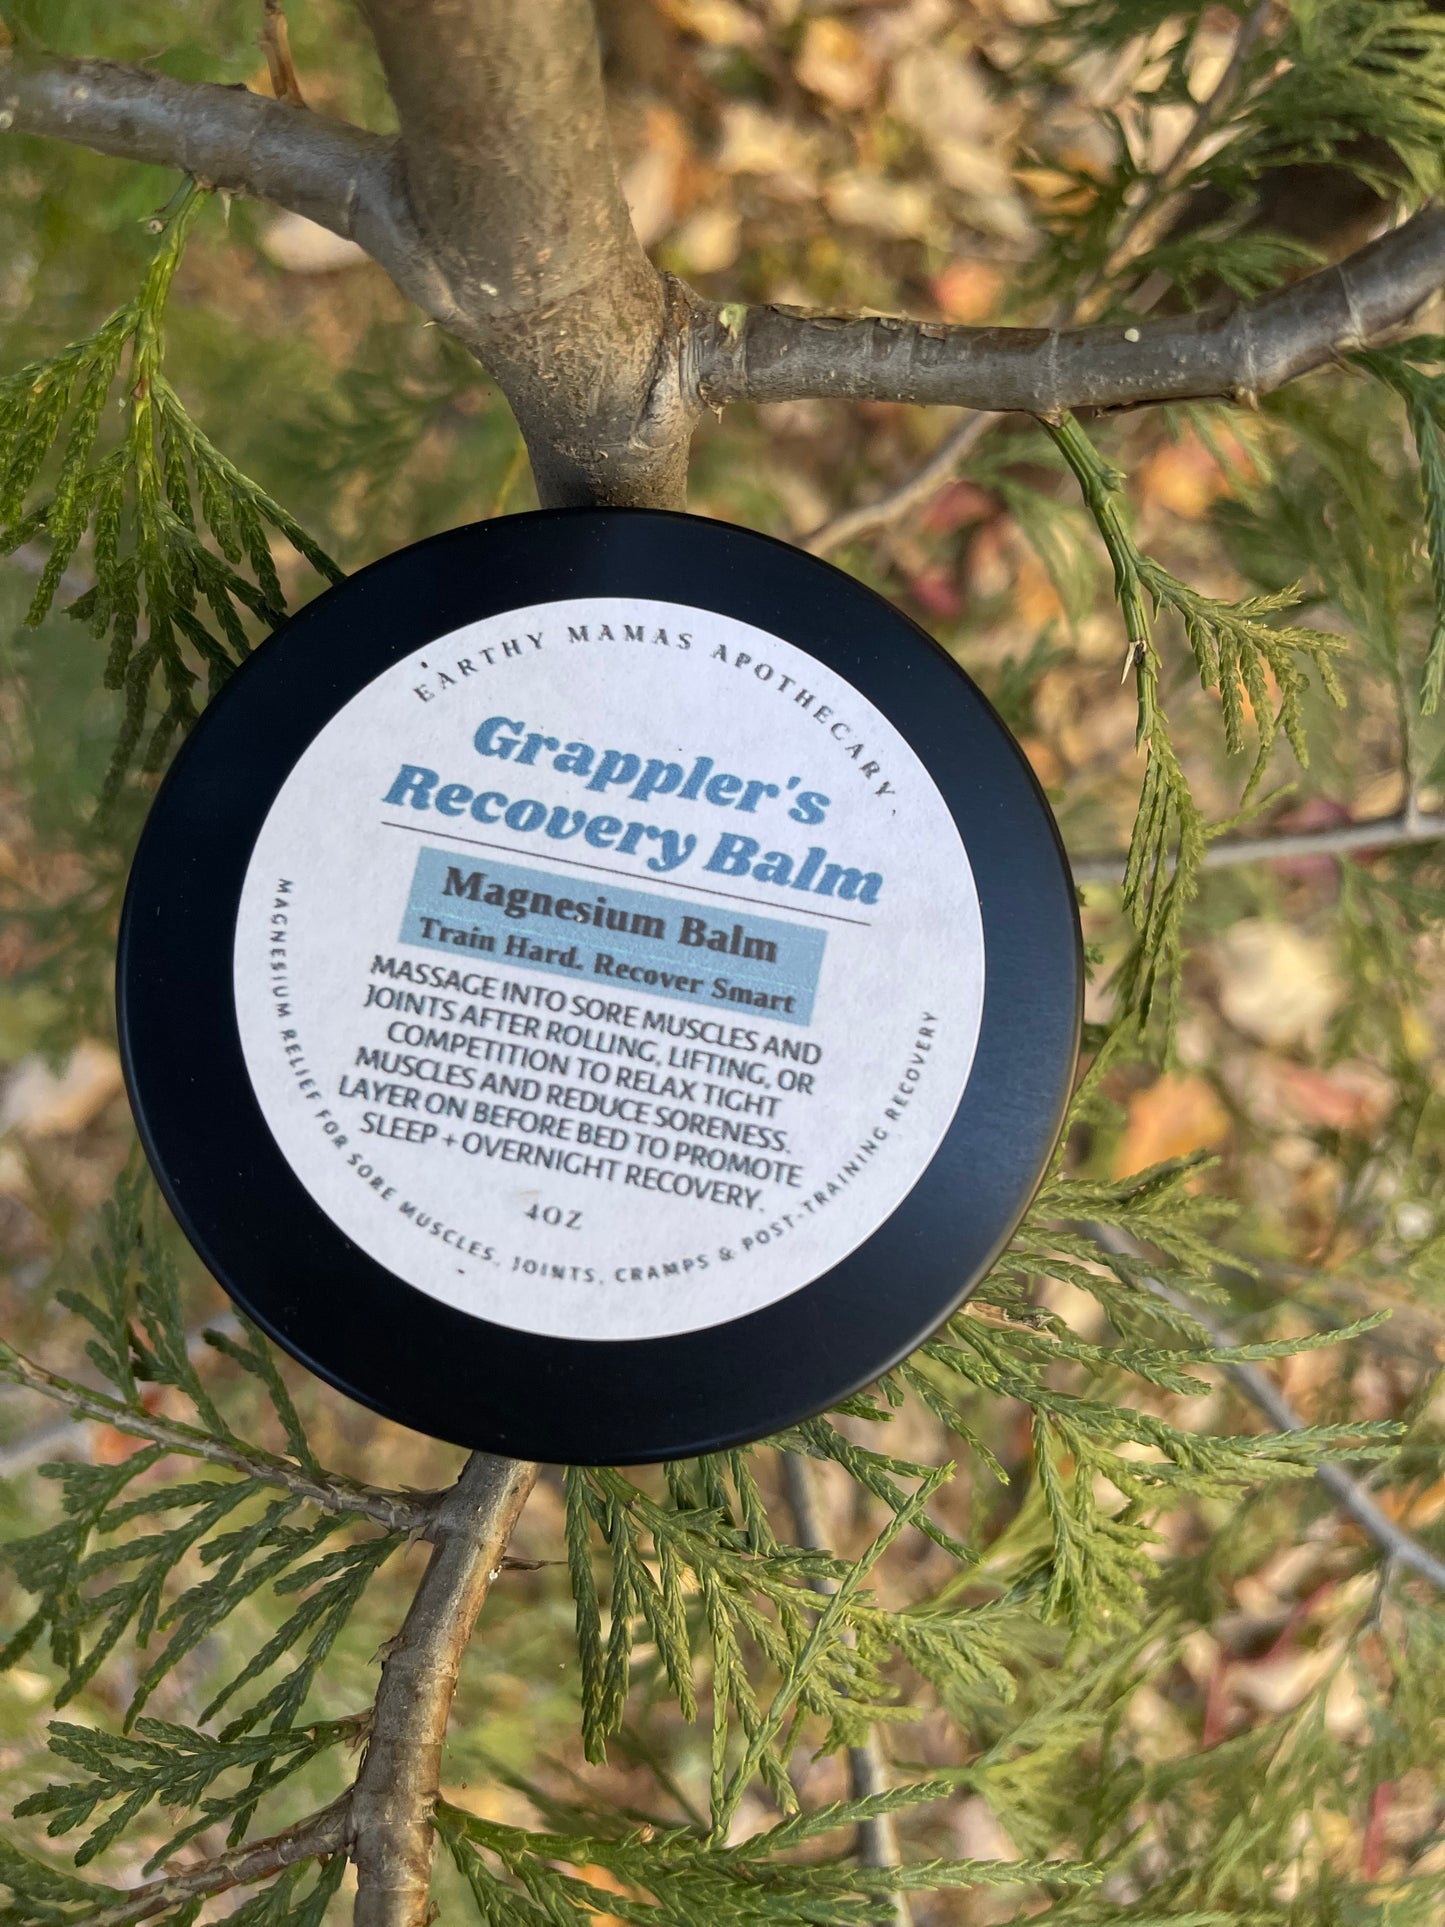 EARTHY MAMAS APOTHECARY.
Grappler's
Recovery Balm
Magnesium Balm
Train Hard. Recover Smart
MASSAGE INTO SORE MUSCLES AND
JOINTS AFTER ROLLING, LIFTING, OR
COMPETITION TO RELAX TIGHT
MUSCLES AND REDUCE SORENESS.
LAYER ON BEFORE BED TO PROMOTE
SLEEP + OVERNIGHT RECOVERY.
4OZ
MAGNESIUM RELIEF FOR SORE MUSCLES, JOINTS, CRAMPS & POST-TRAINING RECOVERY